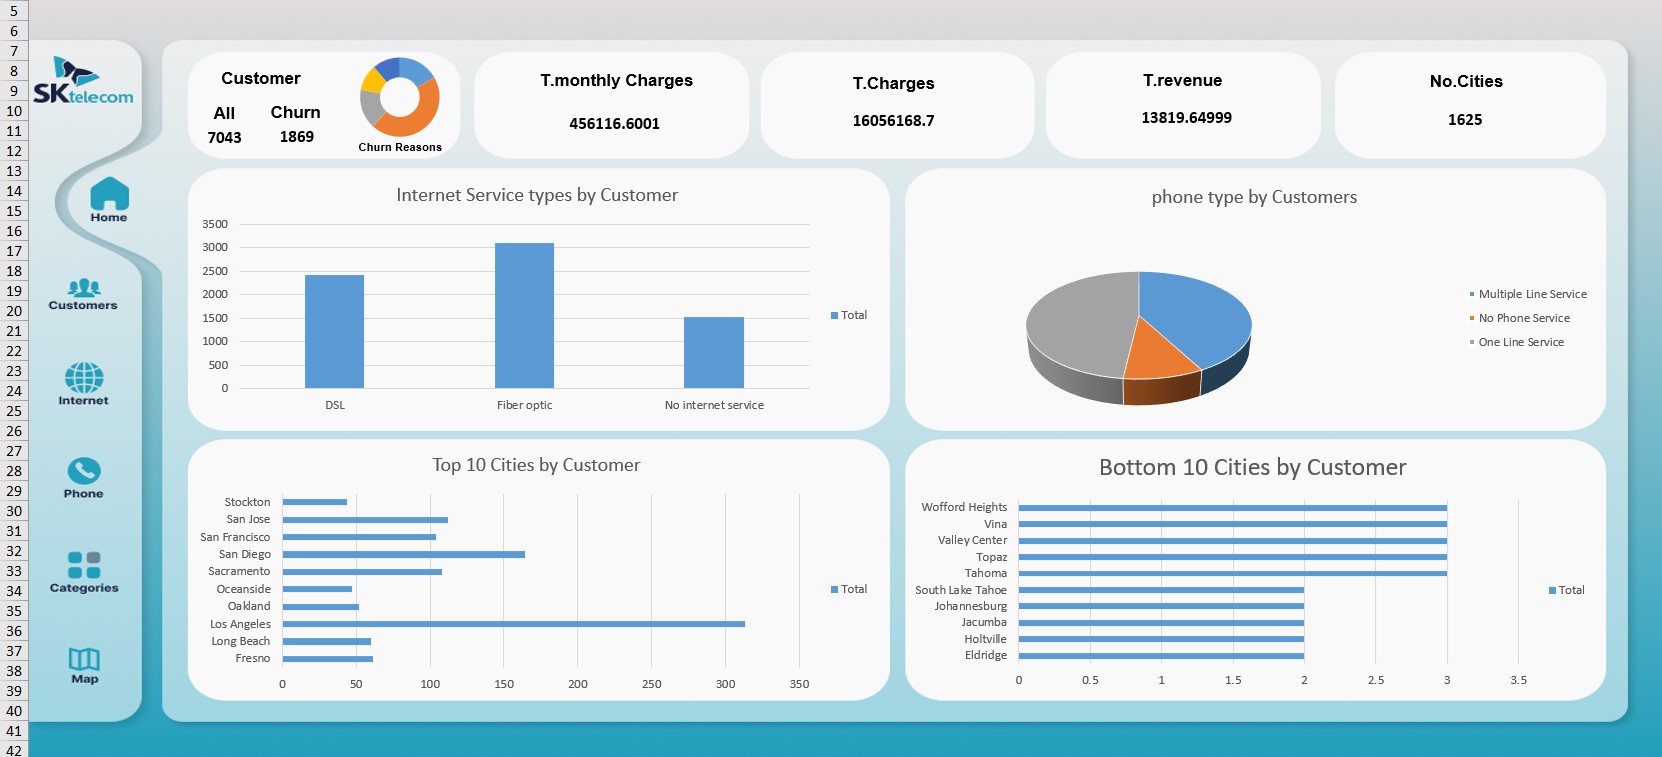 5
6
7
8
9
10
11
12
13
14
15
16
17
18
19
20
21
22
23
24
25
26
27
28
29
30
31
32
33
34
35
36
37
38
39
40
41
42
SK telecom
Home
Customers
Internet
Phone
Categories
Map
Customer
All Churn
7043 1869
Churn Reasons
T.monthly Charges
456116.6001
T.Charges
16056168.7
T.revenue
13819.64999
No.Cities
1625
Internet Service types by Customer
3500
3000
2500
2000
1500
1000
500
0
DSL Fiber optic No internet service
Total
phone type by Customers
Multiple Line Service
No Phone Service
One Line Service
Top 10 Cities by Customer
Stockton
San Jose
San Francisco
San Diego
Sacramento
Oceanside
Oakland
Los Angeles
Long Beach
Fresno
0 50 100 150 200 250 300 350
Total
Bottom 10 Cities by Customer
Wofford Heights
Vina
Valley Center
Topaz
Tahoma
South Lake Tahoe
Johannesburg
Jacumba
Holtville
Eldridge
0 0.5 1 1.5 2 2.5 3 3.5
Total